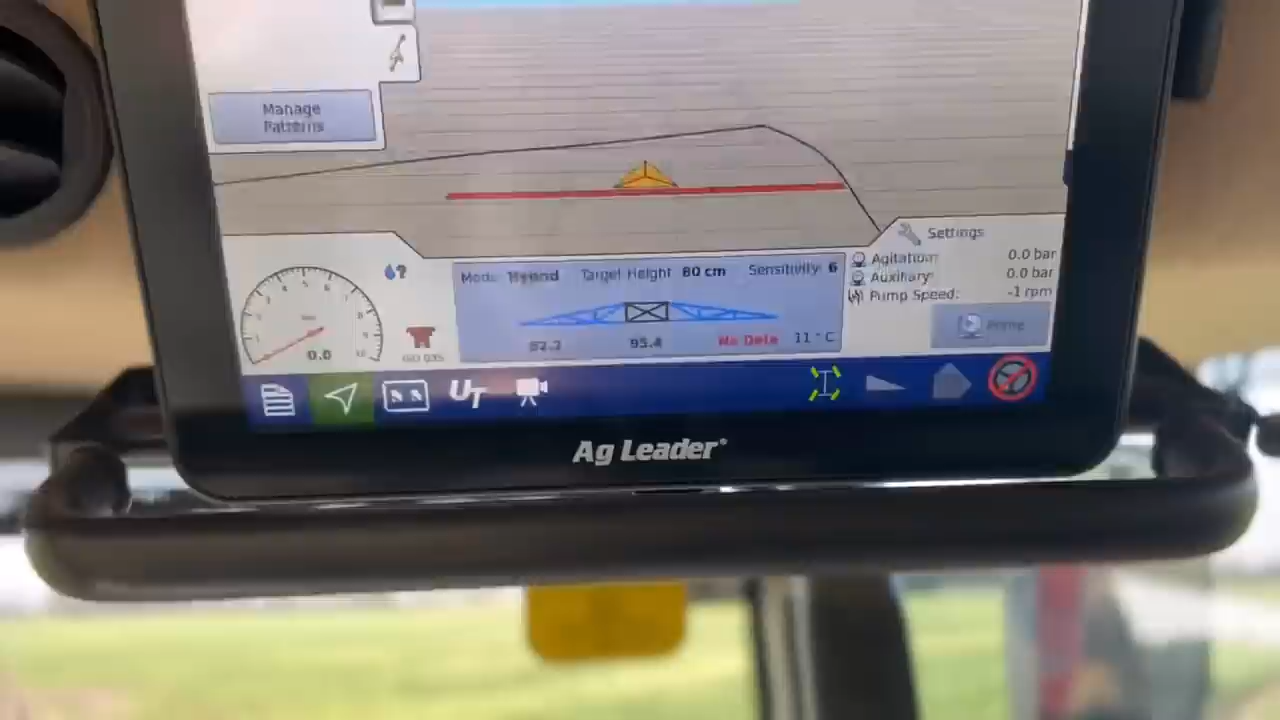 Manage
Patterns
Settings
Agitation: 0.0 bar
Auxiliary: 0.0 bar
Pump Speed: -1 rpm
Mode Hybrid Target Height 80 cm Sensitivity 6
95.4 No Data 11°C
0.0
UT
Ag Leader